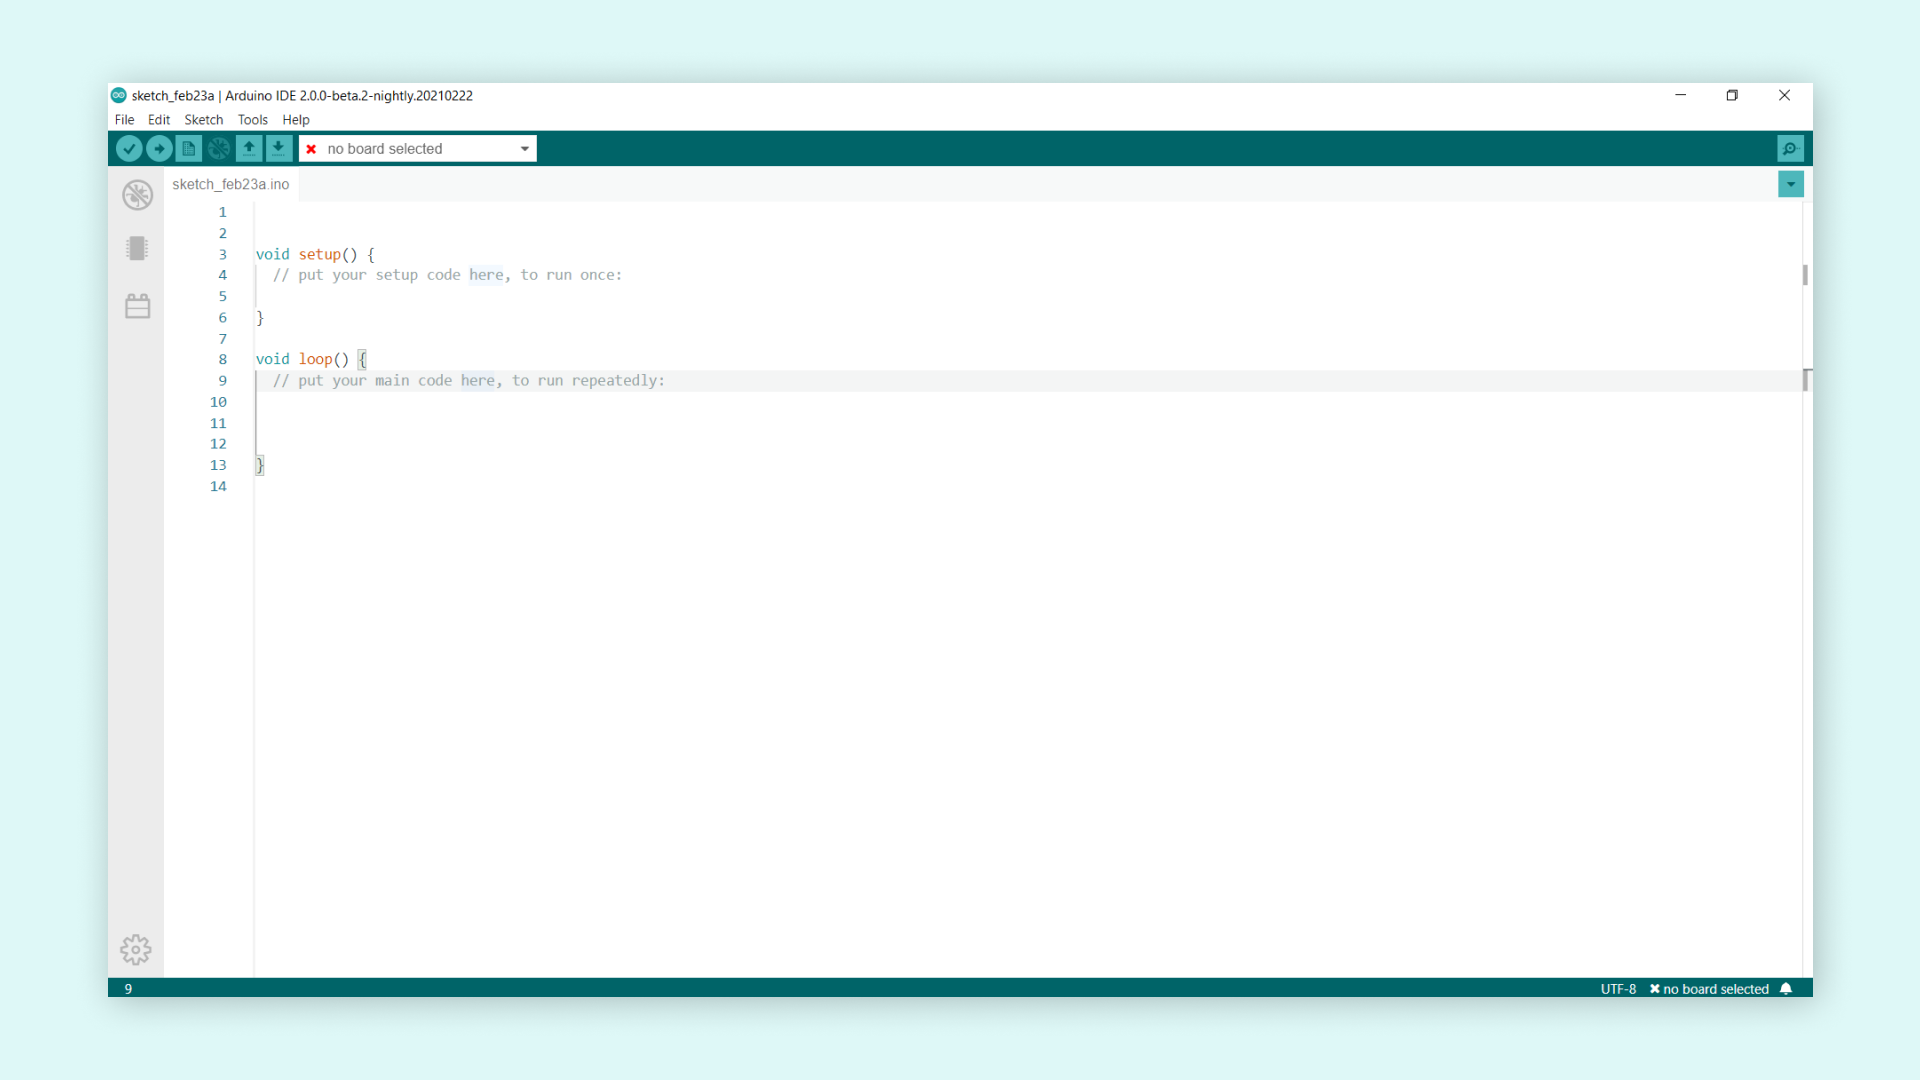 sketch_feb23a | Arduino IDE 2.0.0-beta.2-nightly.20210222
File Edit Sketch Tools Help
no board selected
sketch_feb23a.ino
1
2
3 void setup() {
4 // put your setup code here, to run once:
5
6 }
7
8 void loop() {
9 // put your main code here, to run repeatedly:
10
11
12
13 }
14
9 UTF-8 no board selected